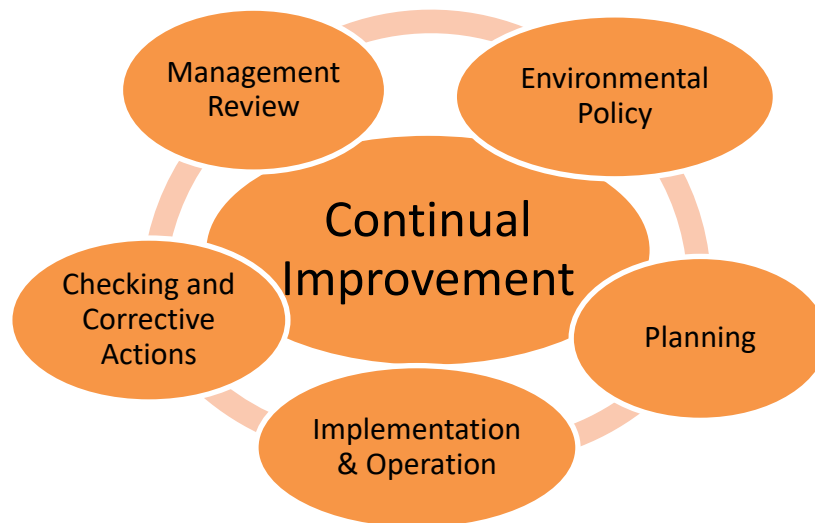 Management
Review
Environmental
Policy
Continual
Improvement
Checking and
Corrective
Actions
Planning
Implementation
& Operation